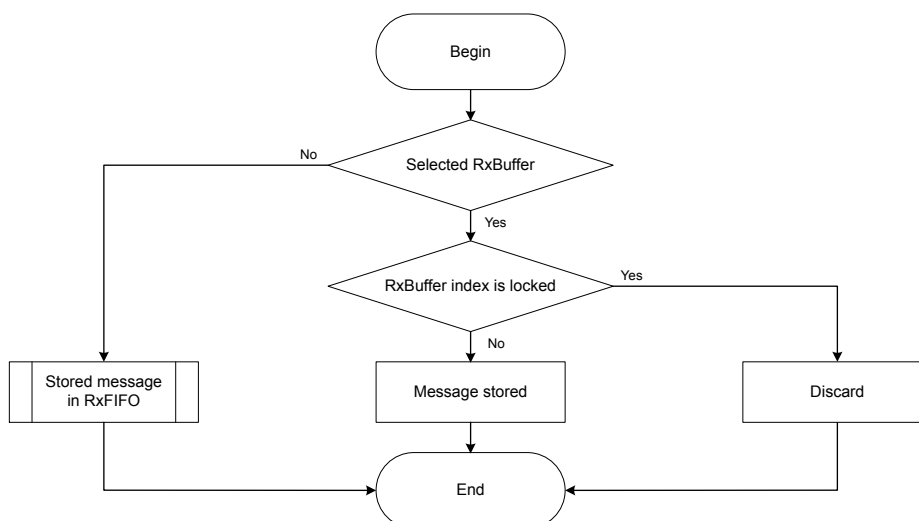 Begin
No
Selected RxBuffer
Yes
RxBuffer index is locked
Yes
No
Stored message
in RxFIFO
Message stored
Discard
End